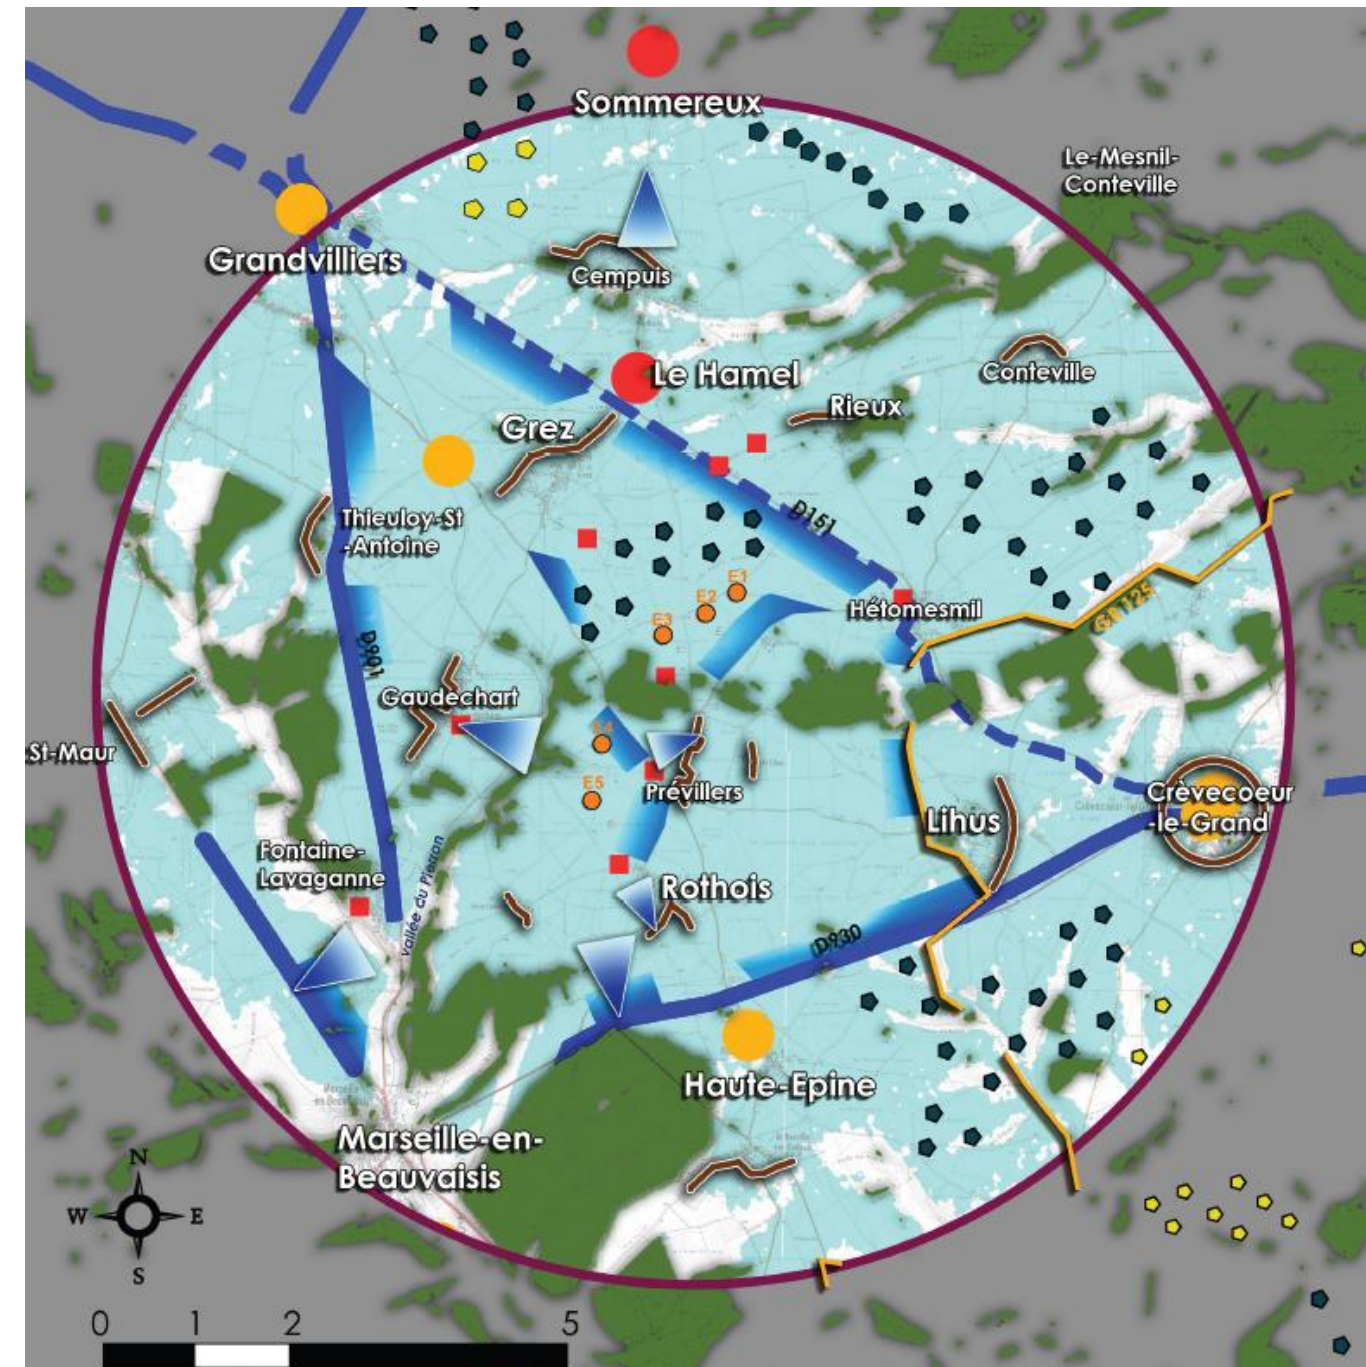 Sommereux
Le-Mesnil-
Conteville
Grandvilliers
Cempuis
Le Hamel
Conteville
Rieux
Grez
D151
Thieuloy-St
-Antoine
E1
E2
E3
Hétomesmil
GR125
D901
Gaudechart
E4
St-Maur
E5
Prévillers
Crèvecoeur
-le-Grand
Lihus
Fontaine-
Lavaganne
vallée du Pierron
Rothois
D930
Haute-Epine
Marseille-en-
Beauvaisis
N
W E
S
0 1 2 5